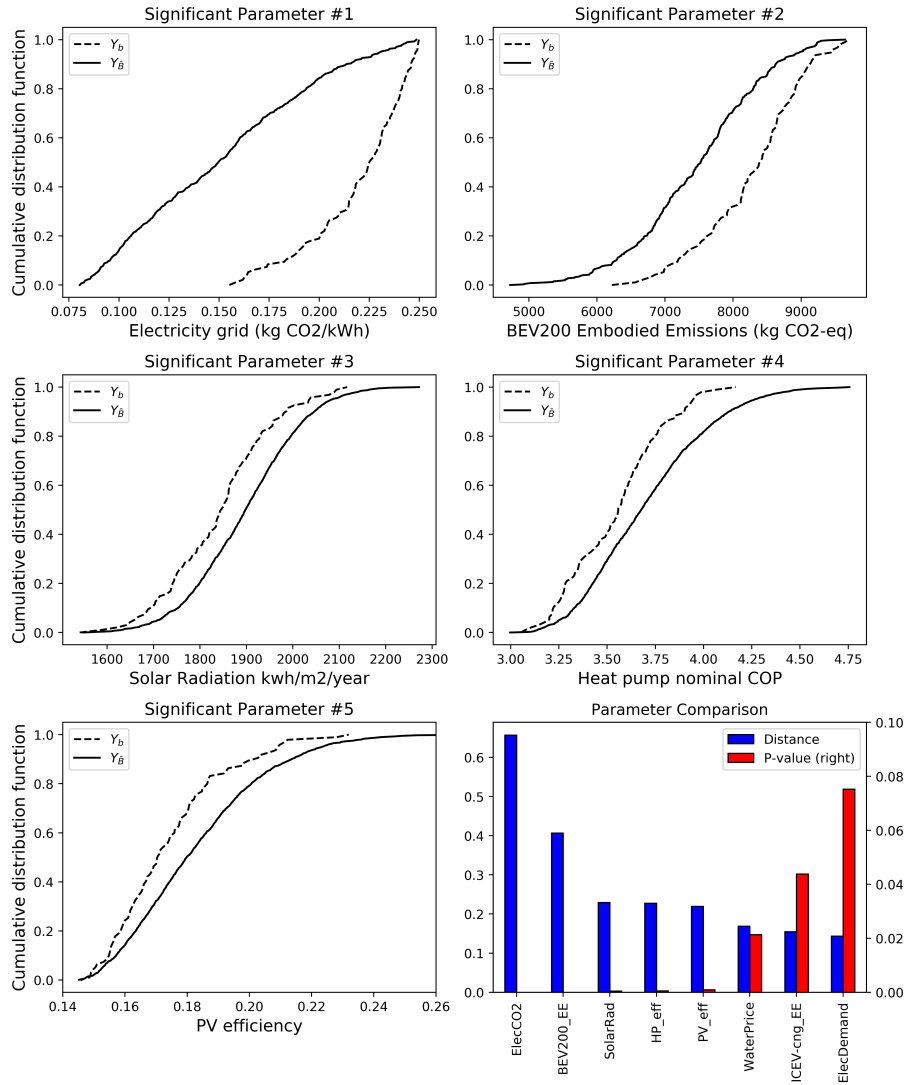 Significant Parameter #1
Cumulative distribution function
1.0
0.8
0.6
0.4
0.2
0.0
Y_b
Y_B̄
0.075 0.100 0.125 0.150 0.175 0.200 0.225 0.250
Electricity grid (kg CO2/kWh)
Significant Parameter #2
1.0
0.8
0.6
0.4
0.2
0.0
Y_b
Y_B̄
5000 6000 7000 8000 9000
BEV200 Embodied Emissions (kg CO2-eq)
Significant Parameter #3
Cumulative distribution function
1.0
0.8
0.6
0.4
0.2
0.0
Y_b
Y_B̄
1600 1700 1800 1900 2000 2100 2200 2300
Solar Radiation kwh/m2/year
Significant Parameter #4
1.0
0.8
0.6
0.4
0.2
0.0
Y_b
Y_B̄
3.00 3.25 3.50 3.75 4.00 4.25 4.50 4.75
Heat pump nominal COP
Significant Parameter #5
Cumulative distribution function
1.0
0.8
0.6
0.4
0.2
0.0
Y_b
Y_B̄
0.14 0.16 0.18 0.20 0.22 0.24 0.26
PV efficiency
Parameter Comparison
0.6
0.5
0.4
0.3
0.2
0.1
0.0
Distance
P-value (right)
0.10
0.08
0.06
0.04
0.02
0.00
ElecCO2
BEV200_EE
SolarRad
HP_eff
PV_eff
WaterPrice
ICEV-cng_EE
ElecDemand